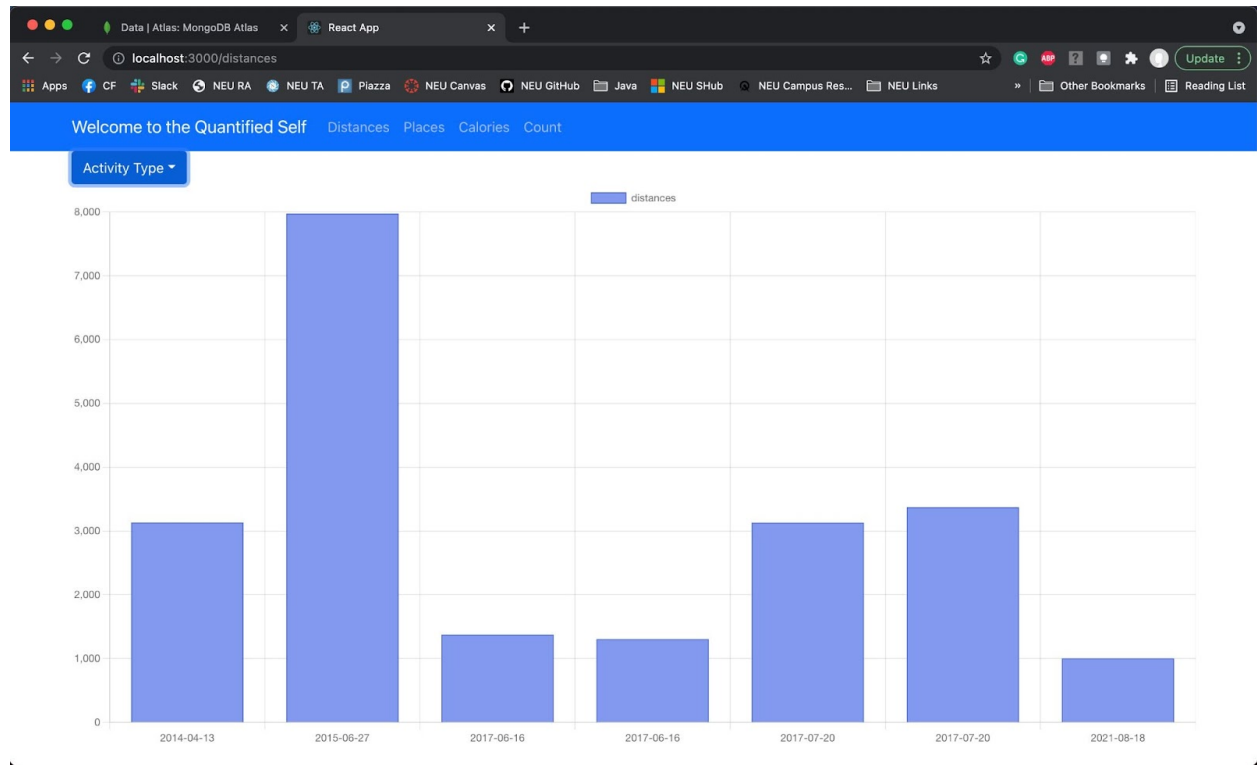 Data | Atlas: MongoDB Atlas × React App × +
localhost:3000/distances ABP ? Update
Apps CF Slack NEU RA NEU TA Piazza NEU Canvas NEU GitHub Java NEU SHub NEU Campus Res... NEU Links » Other Bookmarks Reading List
Welcome to the Quantified Self Distances Places Calories Count
Activity Type
distances
8,000
7,000
6,000
5,000
4,000
3,000
2,000
1,000
0
2014-04-13 2015-06-27 2017-06-16 2017-06-16 2017-07-20 2017-07-20 2021-08-18